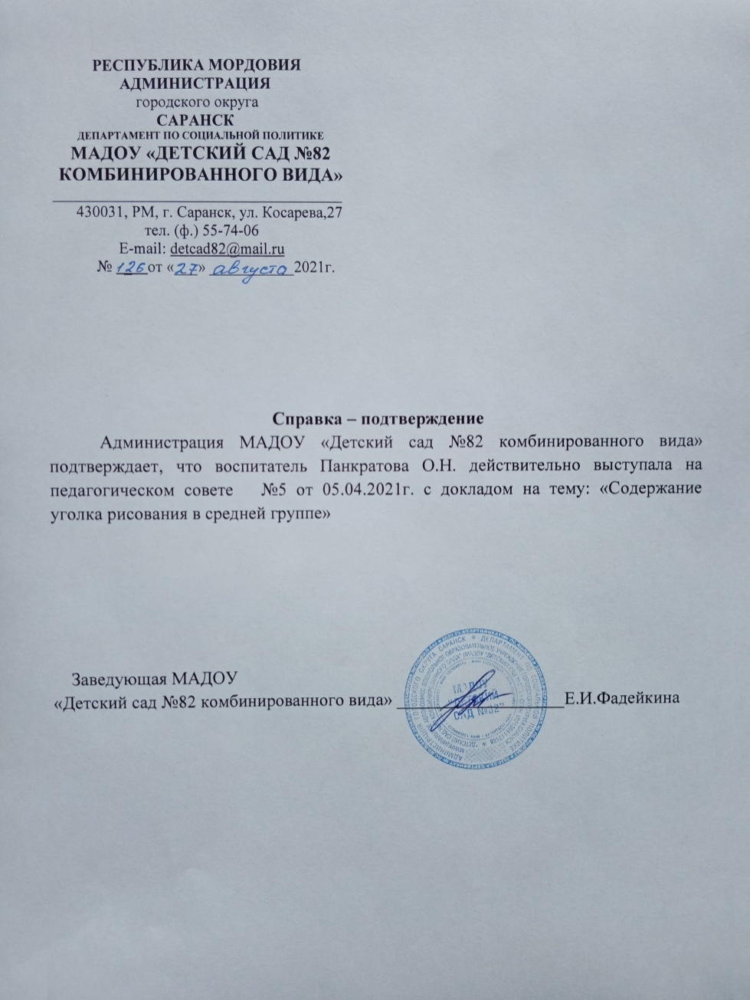 РЕСПУБЛИКА МОРДОВИЯ
АДМИНИСТРАЦИЯ
городского округа
САРАНСК
ДЕПАРТАМЕНТ ПО СОЦИАЛЬНОЙ ПОЛИТИКЕ
МАДОУ «ДЕТСКИЙ САД №82
КОМБИНИРОВАННОГО ВИДА»
430031, РМ, г. Саранск, ул. Косарева,27
тел. (ф.) 55-74-06
E-mail: detcad82@mail.ru
№ 126 от «27» августа 2021г.
Справка – подтверждение
Администрация МАДОУ «Детский сад №82 комбинированного вида»
подтверждает, что воспитатель Панкратова О.Н. действительно выступала на
педагогическом совете №5 от 05.04.2021г. с докладом на тему: «Содержание
уголка рисования в средней группе»
Заведующая МАДОУ
«Детский сад №82 комбинированного вида» Е.И.Фадейкина
МАДОУ
САД №82"